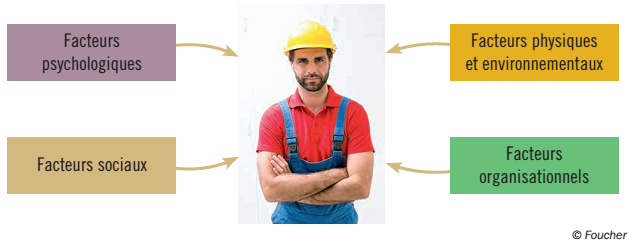 Facteurs
psychologiques
Facteurs physiques
et environnementaux
Facteurs sociaux
Facteurs
organisationnels
© Foucher